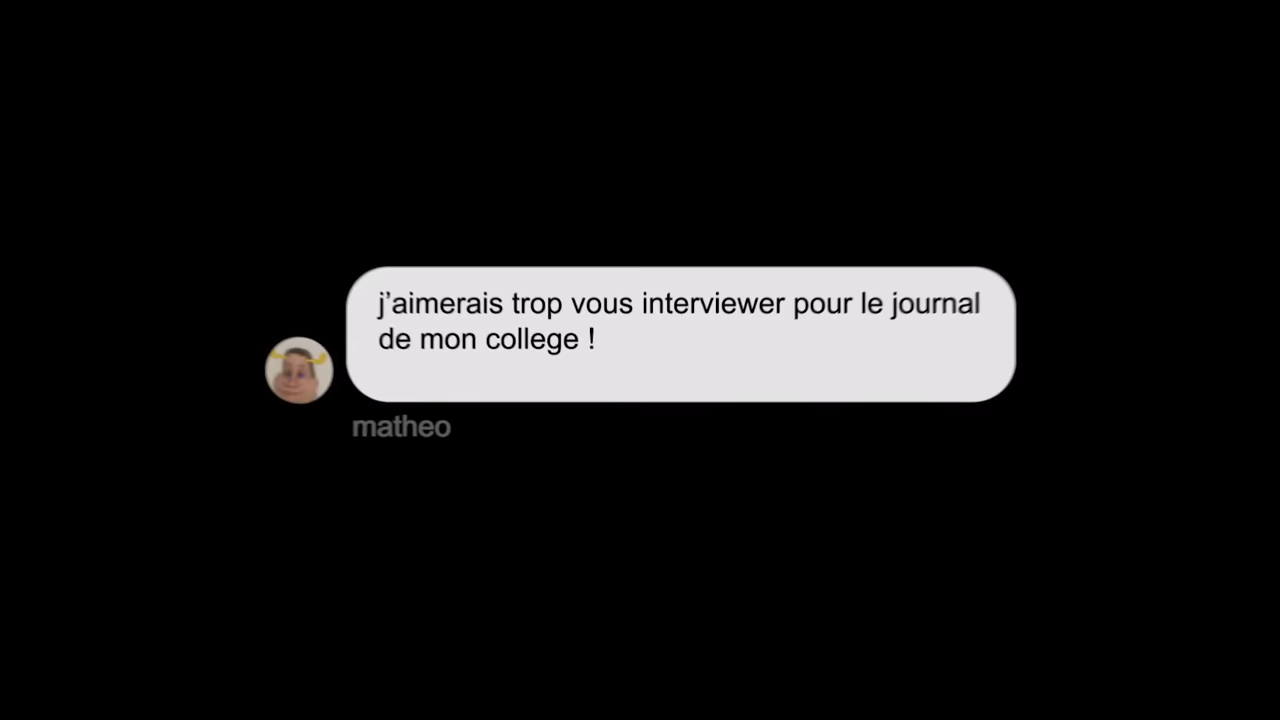 j’aimerais trop vous interviewer pour le journal
de mon college !
matheo